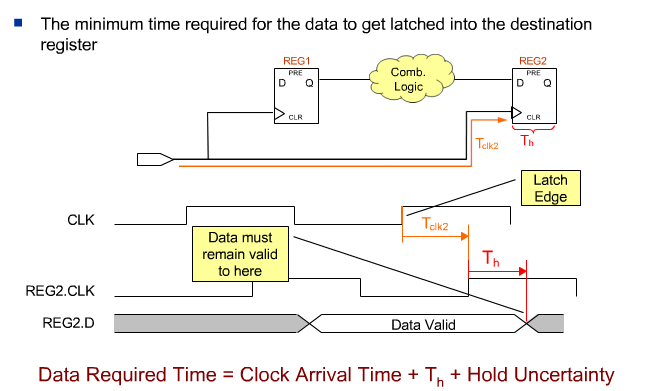 The minimum time required for the data to get latched into the destination
register
REG1
REG2
PRE
D Q
CLR
Comb.
Logic
PRE
D Q
CLR
Tclk2
Th
Latch
Edge
CLK
Tclk2
Data must
remain valid
to here
Th
REG2.CLK
REG2.D
Data Valid
Data Required Time = Clock Arrival Time + Th + Hold Uncertainty